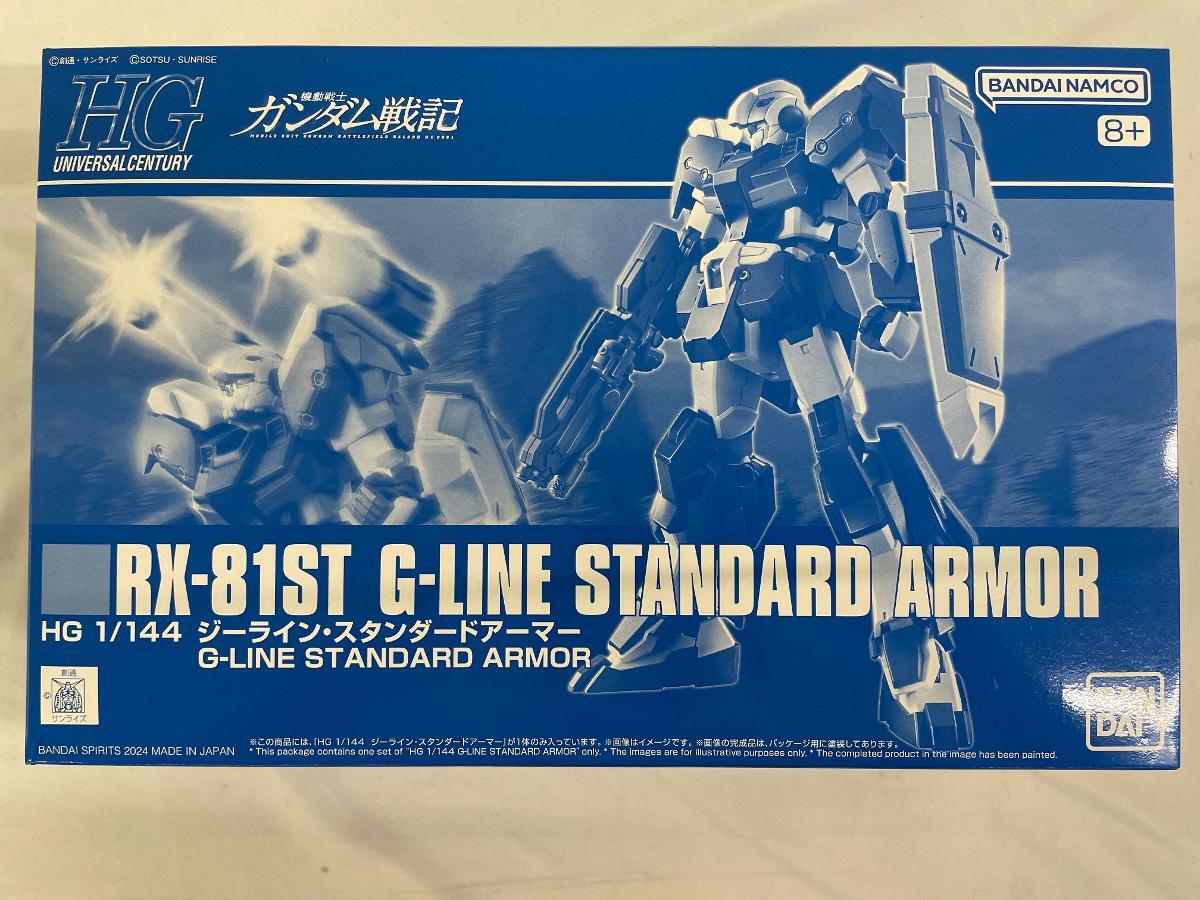 ©創通・サンライズ ©SOTSU・SUNRISE
HG
UNIVERSAL CENTURY
機動戦士
ガンダム戦記
MOBILE SUIT GUNDAM BATTLEFIELD RECORD U.C.0081
BANDAI NAMCO
8+
G
RX-81ST G-LINE STANDARD ARMOR
HG 1/144 ジーライン・スタンダードアーマー
G-LINE STANDARD ARMOR
創通
©
サンライズ
BAN
DAI
BANDAI SPIRITS 2024 MADE IN JAPAN
※この商品には、「HG 1/144 ジーライン・スタンダードアーマー」が1体のみ入っています。※画像はイメージです。※画像の完成品は、パッケージ用に塗装してあります。
* This package contains one set of "HG 1/144 G-LINE STANDARD ARMOR" only. * The images are for illustrative purposes only. * The completed product in the image has been painted.